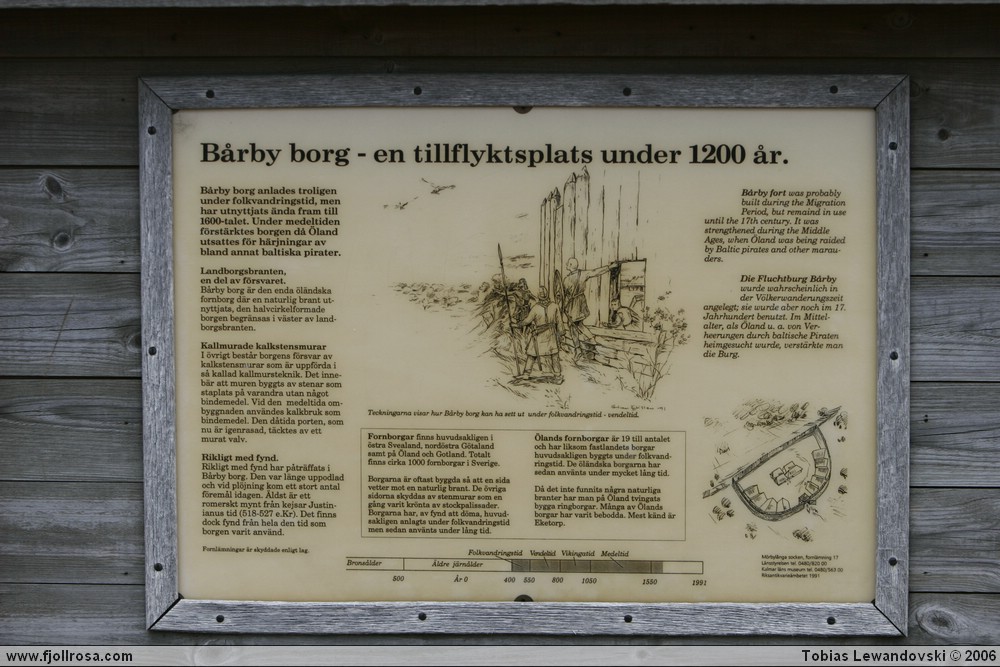 Bårby borg - en tillflyktsplats under 1200 år.
Bårby borg anlades troligen
under folkvandringstid, men
har utnyttjats ända fram till
1600-talet. Under medeltiden
förstärktes borgen då Öland
utsattes för härjningar av
bland annat baltiska pirater.
Landborgsbranten,
en del av försvaret.
Bårby borg är den enda öländska
fornborg där en naturlig brant ut-
nyttjats, den halvcirkelformade
borgen begränsas i väster av land-
borgsbranten.
Kallmurade kalkstensmurar
I övrigt består borgens försvar av
kalkstensmurar som är uppförda i
så kallad kallmursteknik. Det inne-
bär att muren byggts av stenar som
staplats på varandra utan något
bindemedel. Vid den medeltida om-
byggnaden användes kalkbruk som
bindemedel. Den dåtida porten, som
nu är igenrasad, täcktes av ett
murat valv.
Rikligt med fynd.
Rikligt med fynd har påträffats i
Bårby borg. Den var länge uppodlad
och vid plöjning kom ett stort antal
föremål idagen. Äldst är ett
romerskt mynt från kejsar Justin-
ianus tid (518-527 e.Kr). Det finns
dock fynd från hela den tid som
borgen varit använd.
Fornlämningar är skyddade enligt lag.
Teckningarna visar hur Bårby borg kan ha sett ut under folkvandringstid - vendeltid.
Fornborgar finns huvudsakligen i
östra Svealand, nordöstra Götaland
samt på Öland och Gotland. Totalt
finns cirka 1000 fornborgar i Sverige.
Borgarna är oftast byggda så att en sida
vetter mot en naturlig brant. De övriga
sidorna skyddas av stenmurar som en
gång varit krönta av stockpalissader.
Borgarna har, av fynd att döma, huvud-
sakligen anlagts under folkvandringstid
men sedan använts under lång tid.
Ölands fornborgar är 19 till antalet
och har liksom fastlandets borgar
huvudsakligen byggts under folkvand-
ringstid. De öländska borgarna har
sedan använts under mycket lång tid.
Då det inte funnits några naturliga
branter har man på Öland tvingats
bygga ringborgar. Många av Ölands
borgar har varit bebodda. Mest känd är
Eketorp.
Bårby fort was probably
built during the Migration
Period, but remaind in use
until the 17th century. It was
strengthened during the Middle
Ages, when Öland was being raided
by Baltic pirates and other marau-
ders.
Die Fluchtburg Bårby
wurde wahrscheinlich in
der Völkerwanderungszeit
angelegt; sie wurde aber noch im 17.
Jahrhundert benutzt. Im Mittel-
alter, als Öland u. a. von Ver-
heerungen durch baltische Piraten
heimgesucht wurde, verstärkte man
die Burg.
Folkvandringstid Vendeltid Vikingatid Medeltid
Bronsålder Äldre järnålder
500 År 0 400 550 800 1050 1550 1991
Mörbylånga socken, fornlämning 17
Länsstyrelsen tel. 0480/820 00
Kalmar läns museum tel. 0480/563 00
Riksantikvarieämbetet 1991
www.fjollrosa.com
Tobias Lewandovski © 2006